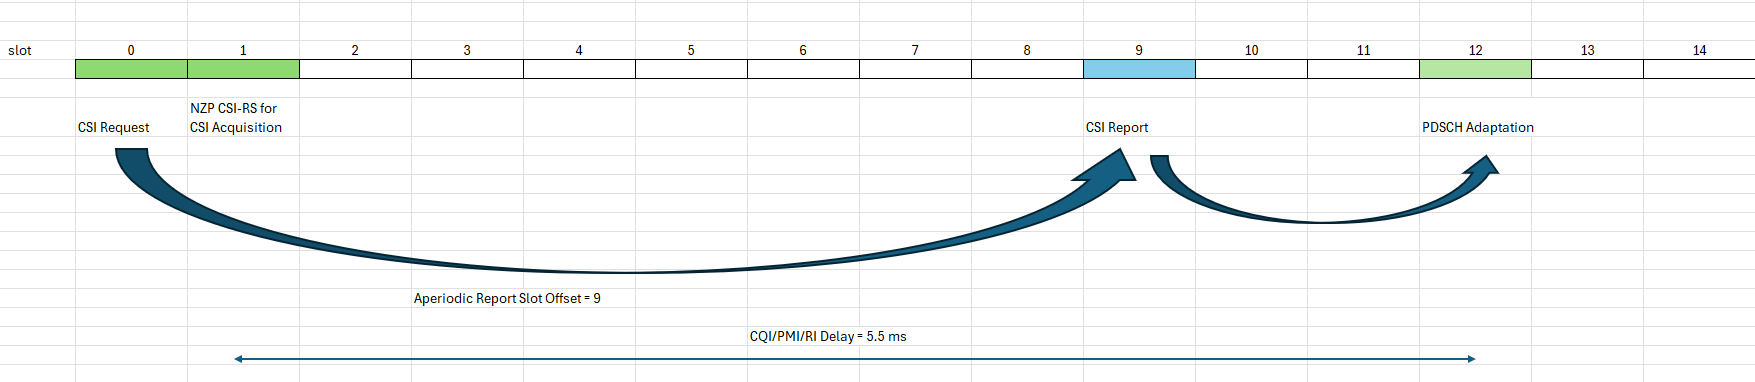 slot 0 1 2 3 4 5 6 7 8 9 10 11 12 13 14
NZP CSI-RS for
CSI Request CSI Acquisition CSI Report PDSCH Adaptation
Aperiodic Report Slot Offset = 9
CQI/PMI/RI Delay = 5.5 ms